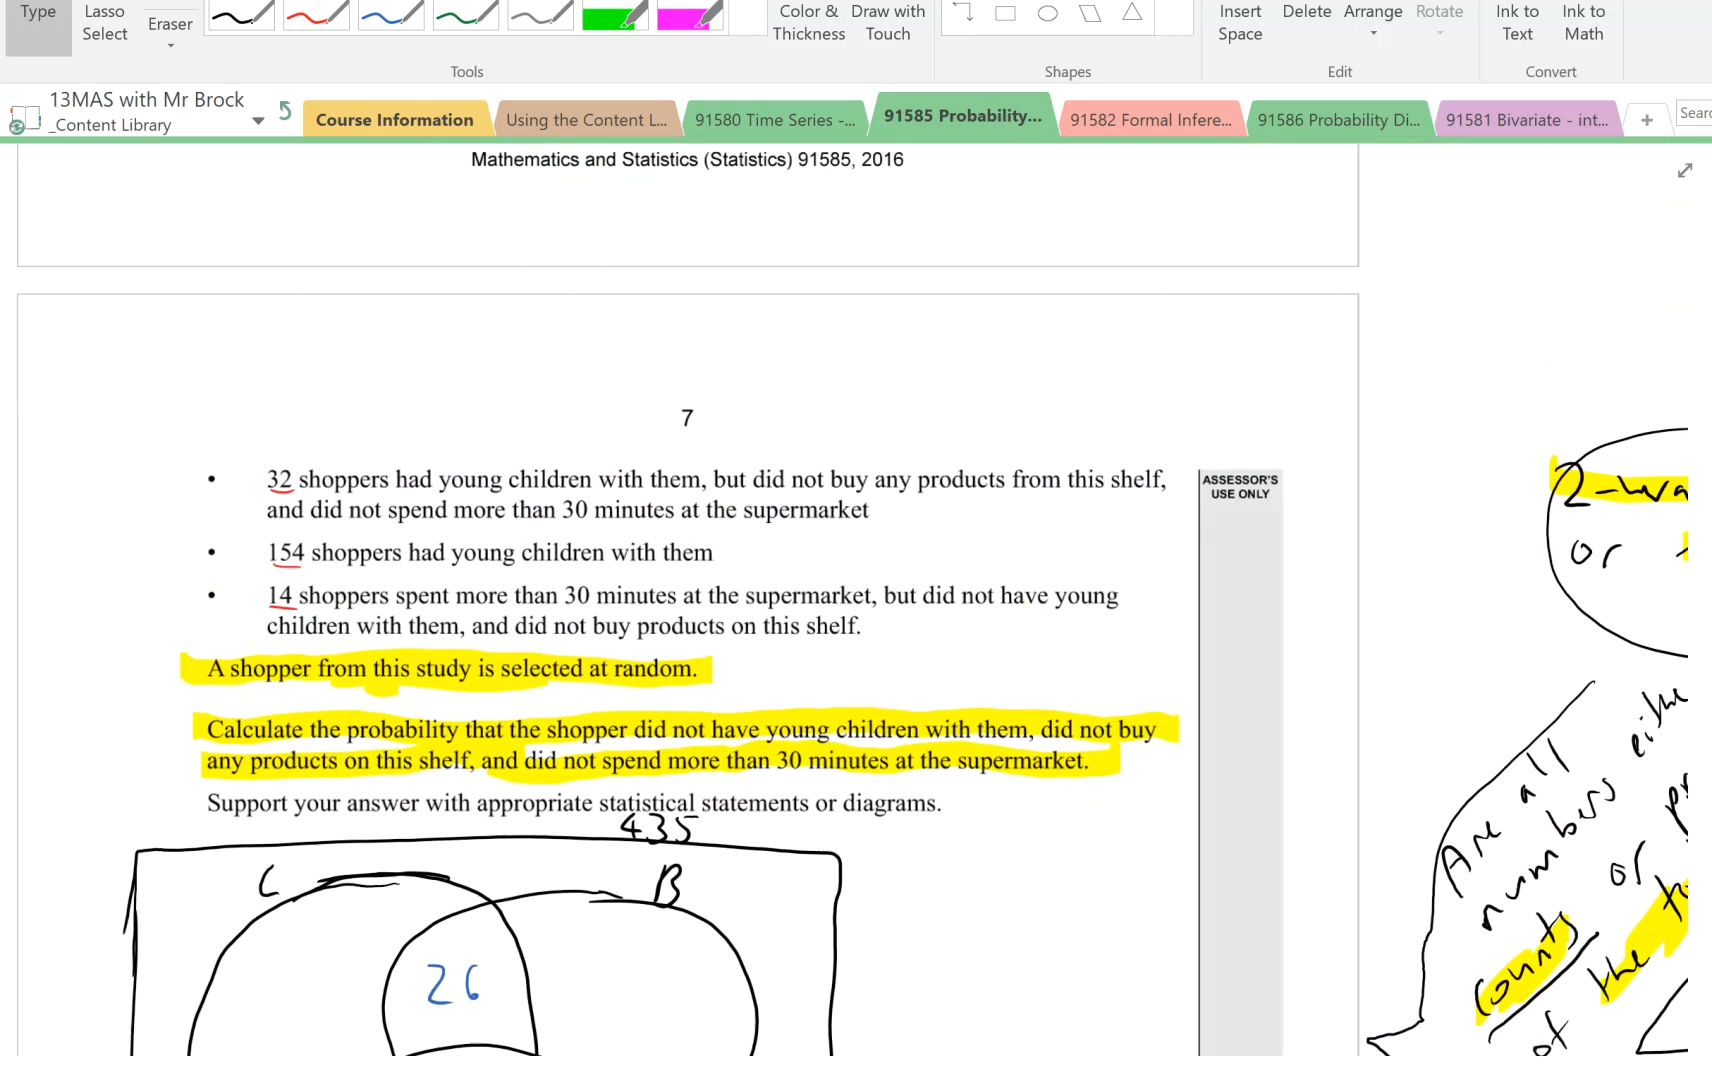 Type
Lasso
Select
Eraser
Color &
Thickness
Draw with
Touch
Insert
Space
Delete
Arrange
Rotate
Ink to
Text
Ink to
Math
Tools
Shapes
Edit
Convert
13MAS with Mr Brock
_Content Library
Course Information
Using the Content L...
91580 Time Series -...
91585 Probability...
91582 Formal Infere...
91586 Probability Di...
91581 Bivariate - int...
+
Sear
Mathematics and Statistics (Statistics) 91585, 2016
7
• 32 shoppers had young children with them, but did not buy any products from this shelf,
and did not spend more than 30 minutes at the supermarket
• 154 shoppers had young children with them
• 14 shoppers spent more than 30 minutes at the supermarket, but did not have young
children with them, and did not buy products on this shelf.
A shopper from this study is selected at random.
Calculate the probability that the shopper did not have young children with them, did not buy
any products on this shelf, and did not spend more than 30 minutes at the supermarket.
Support your answer with appropriate statistical statements or diagrams.
ASSESSOR'S
USE ONLY
435
C
B
26
2-wa
or
Are all
numbers either
counts or
of the